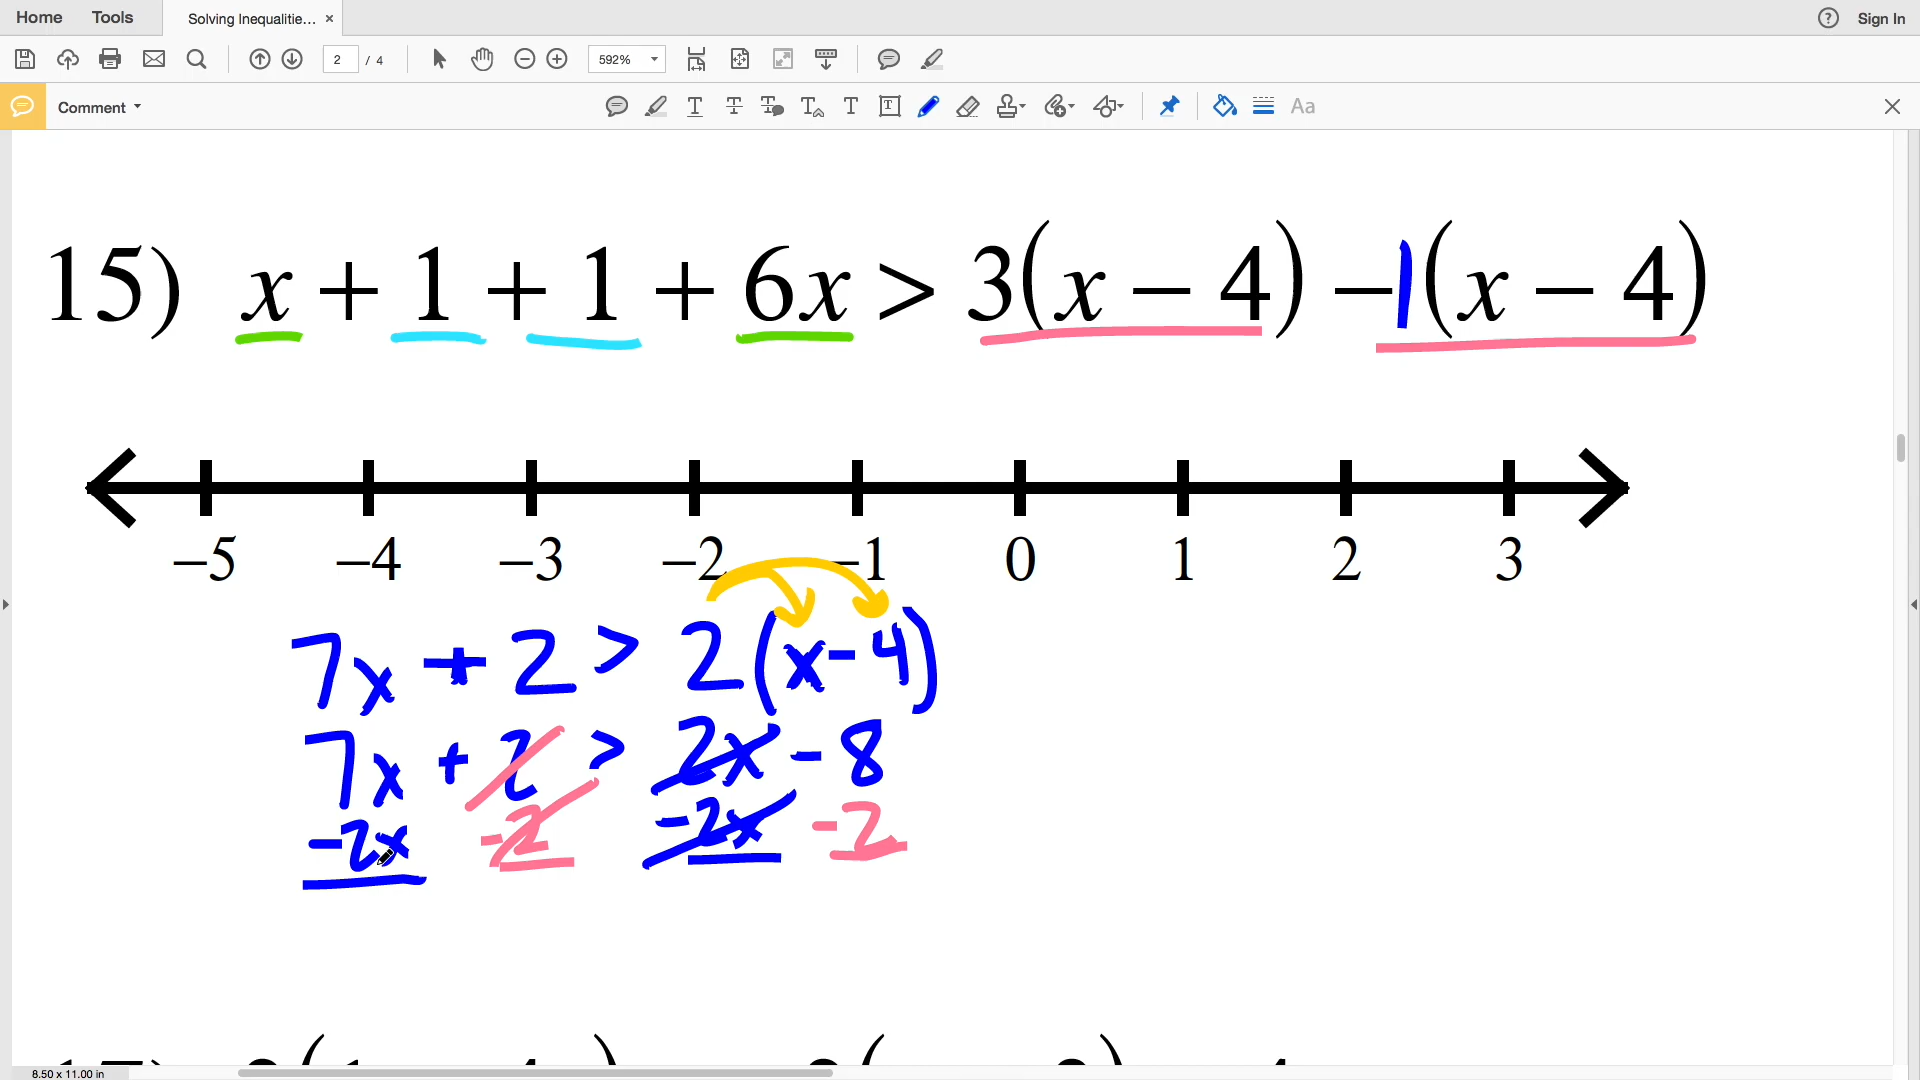 Home Tools Solving Inequalitie... × Sign In
2 / 4 592%
Comment Aa
15) x + 1 + 1 + 6x > 3(x − 4) −1(x − 4)
−5 −4 −3 −2 −1 0 1 2 3
7x + 2 > 2(x-4)
7x + 2 > 2x - 8
-2x -2 -2x -2
8.50 x 11.00 in